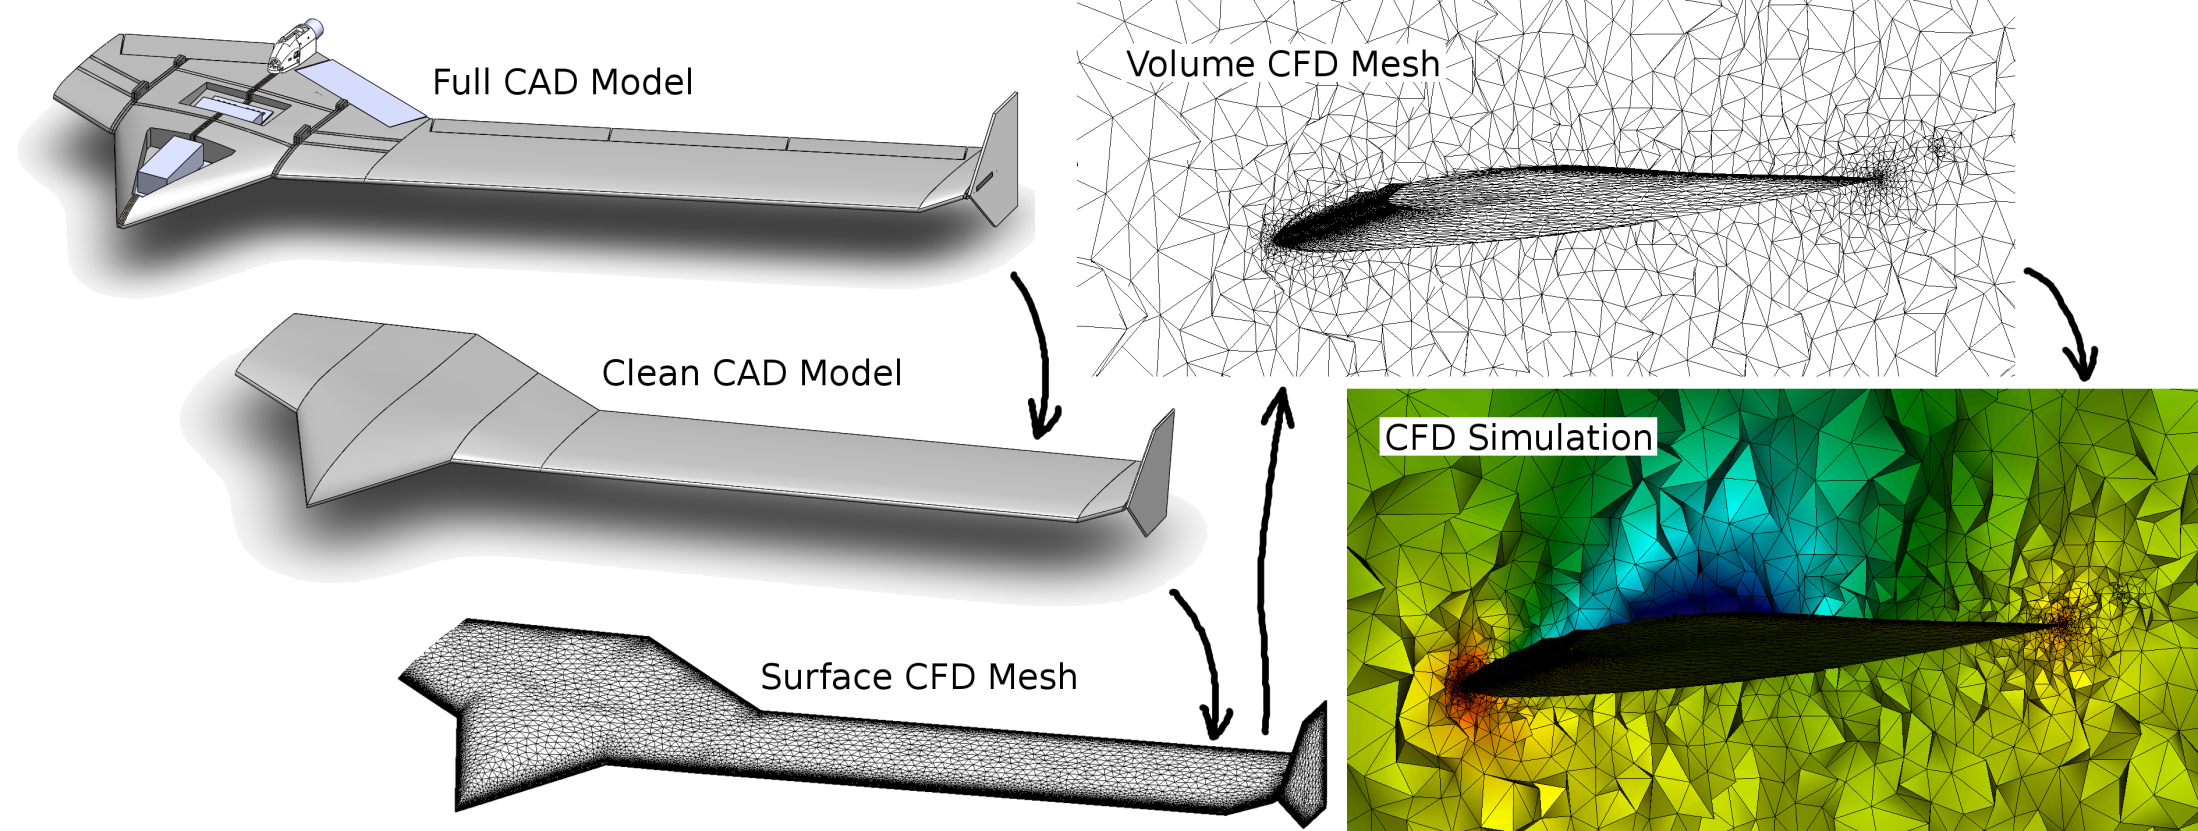 Full CAD Model
Volume CFD Mesh
Clean CAD Model
CFD Simulation
Surface CFD Mesh